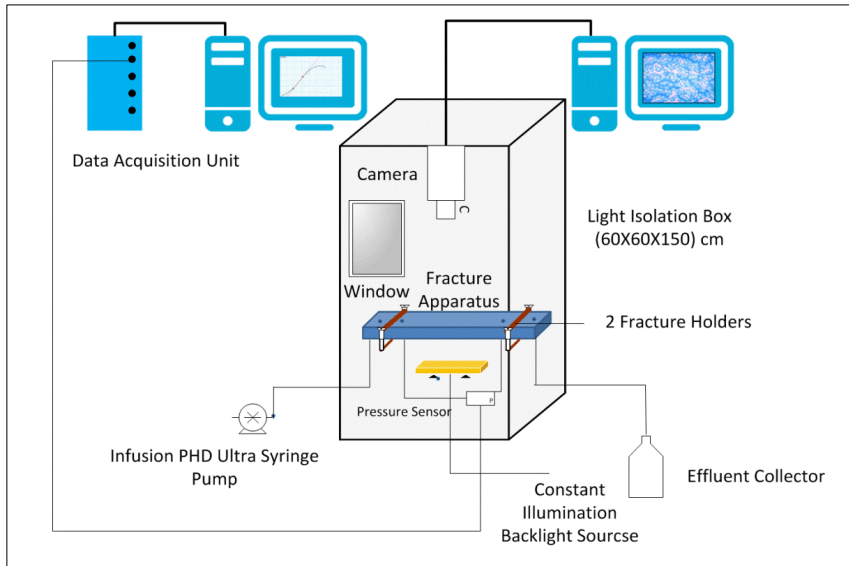 Data Acquisition Unit
Camera
C
Light Isolation Box
(60X60X150) cm
Window
Fracture
Apparatus
2 Fracture Holders
Pressure Sensor
P
Infusion PHD Ultra Syringe
Pump
Effluent Collector
Constant
Illumination
Backlight Sourcse